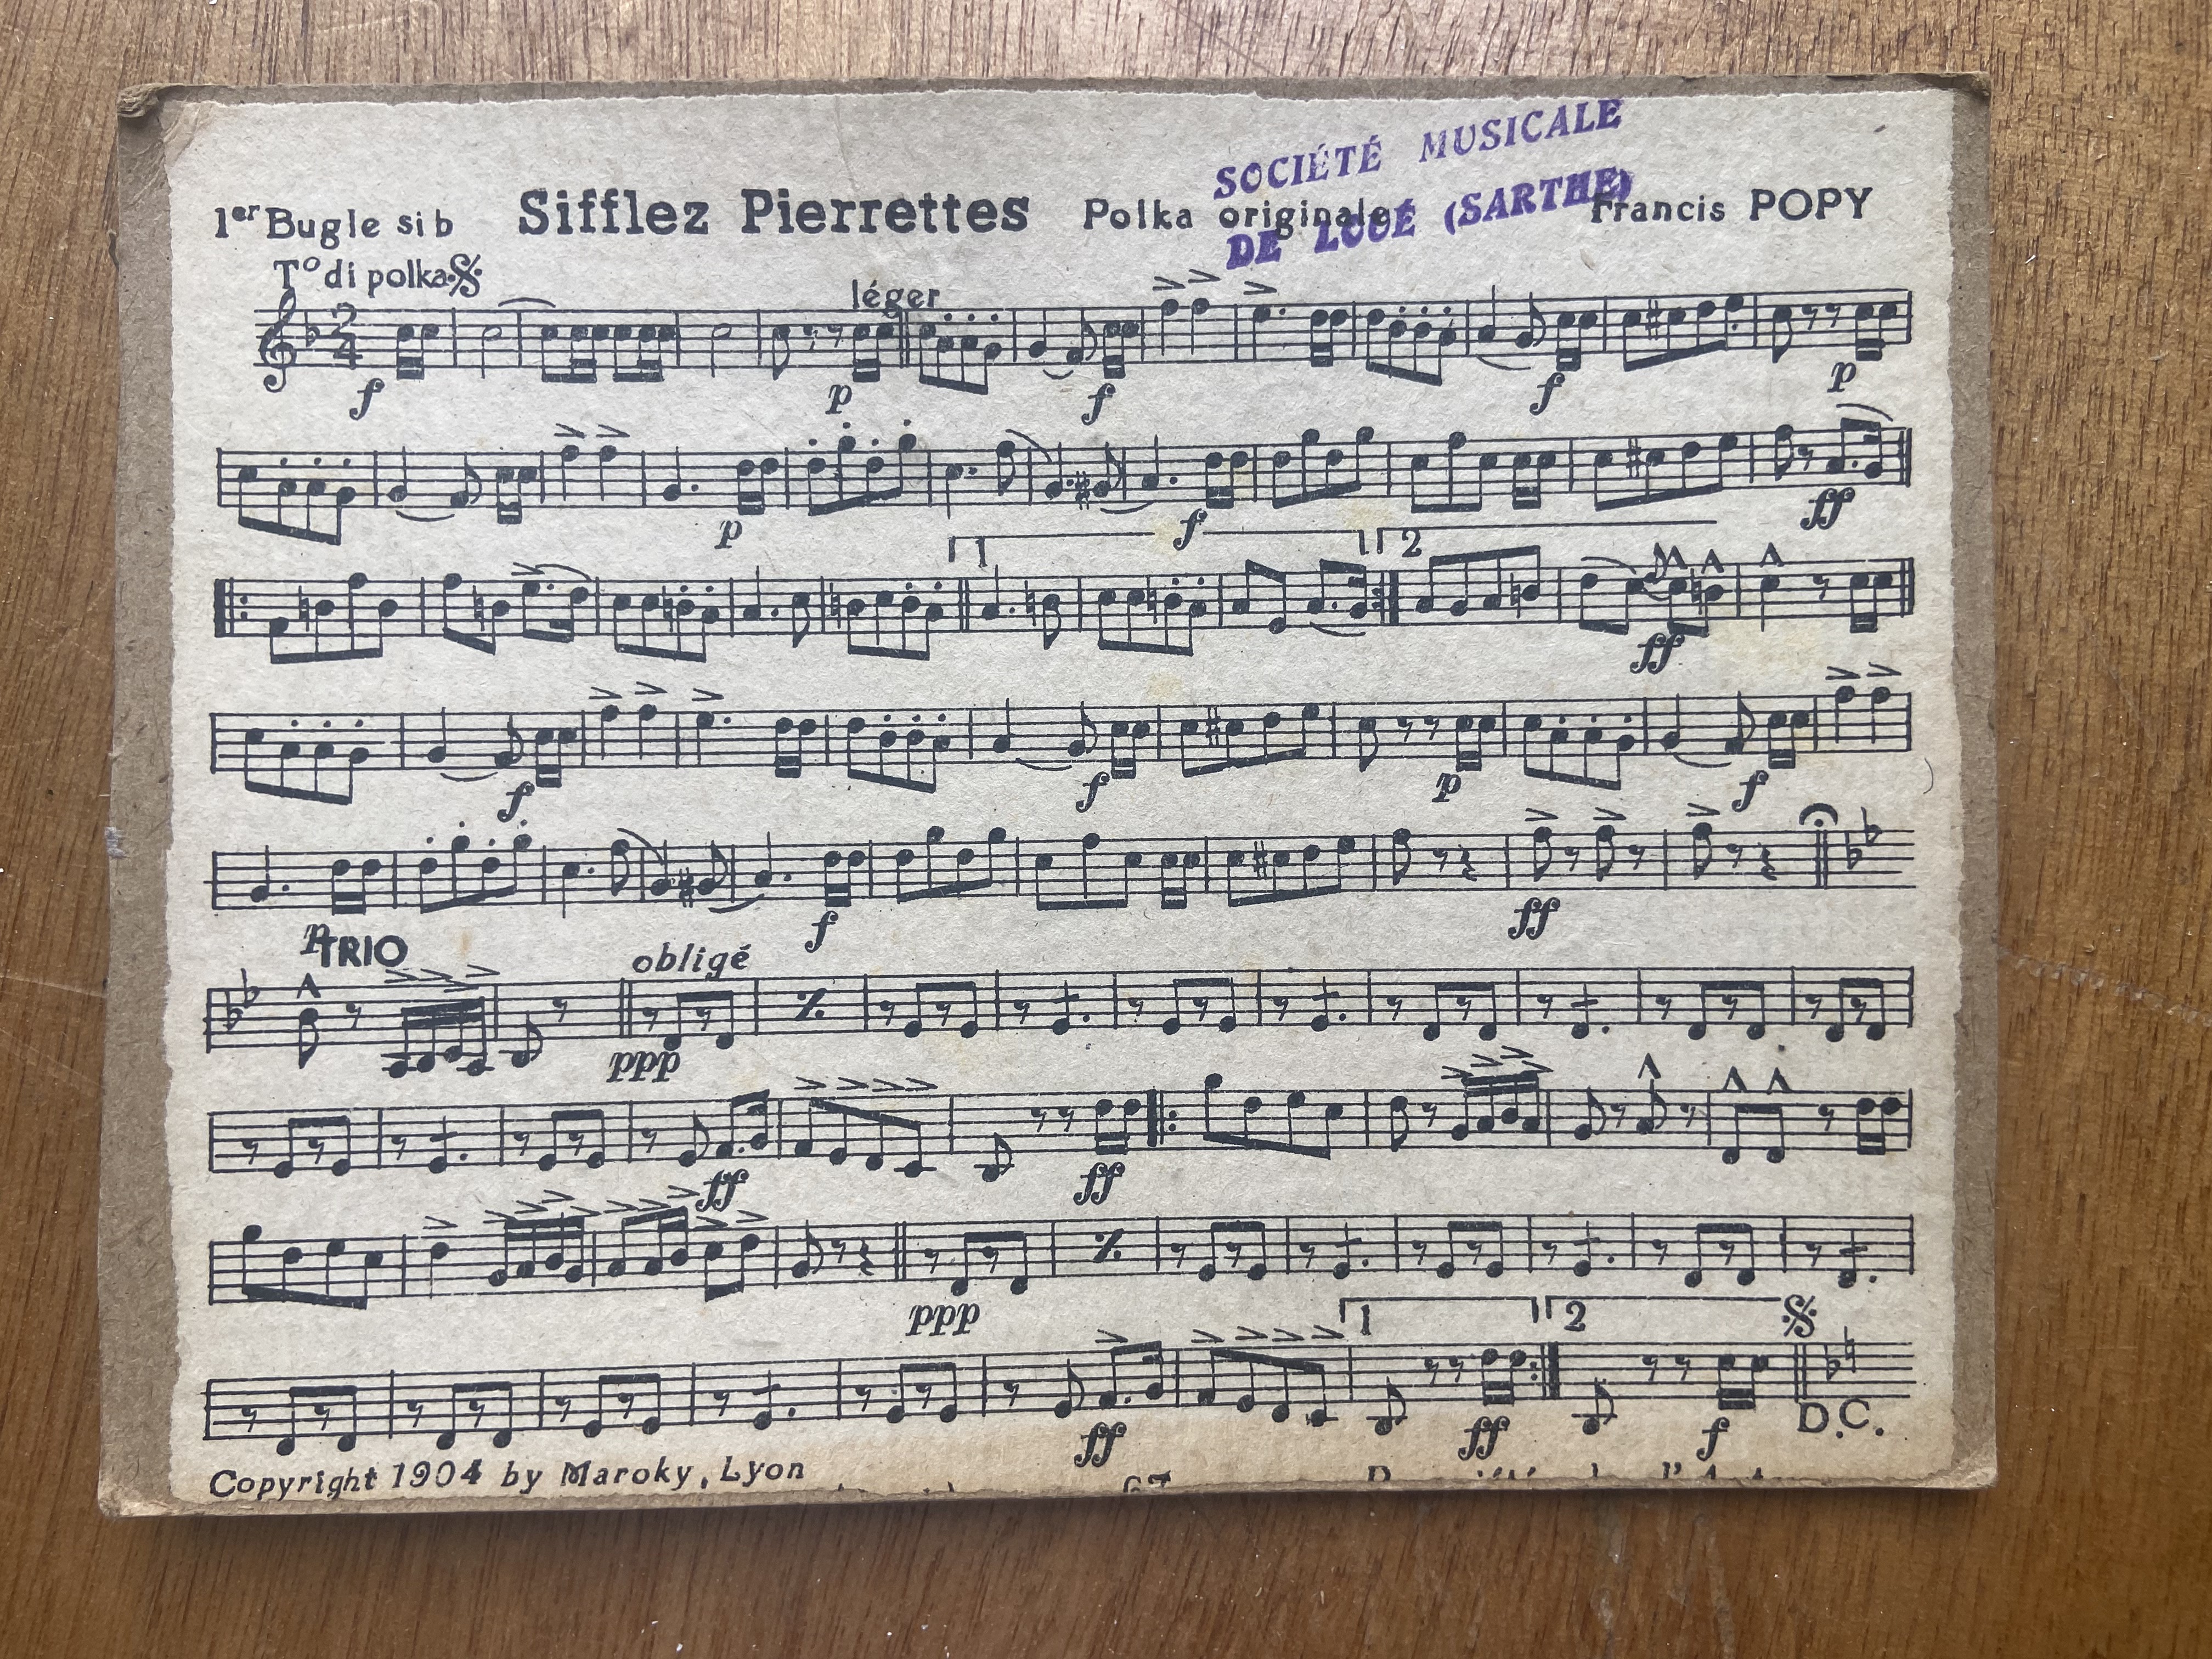 SOCIÉTÉ MUSICALE
DE LOUÉ (SARTHE)
1er Bugle si b Sifflez Pierrettes Polka originale Francis POPY
To di polka
léger
2
4
f p f f p
p f ff
1 2
ff
f f p f
p f ff
TRIO obligé
ppp
ff ff
ppp
1 2
ff ff f D.C.
Copyright 1904 by Maroky, Lyon